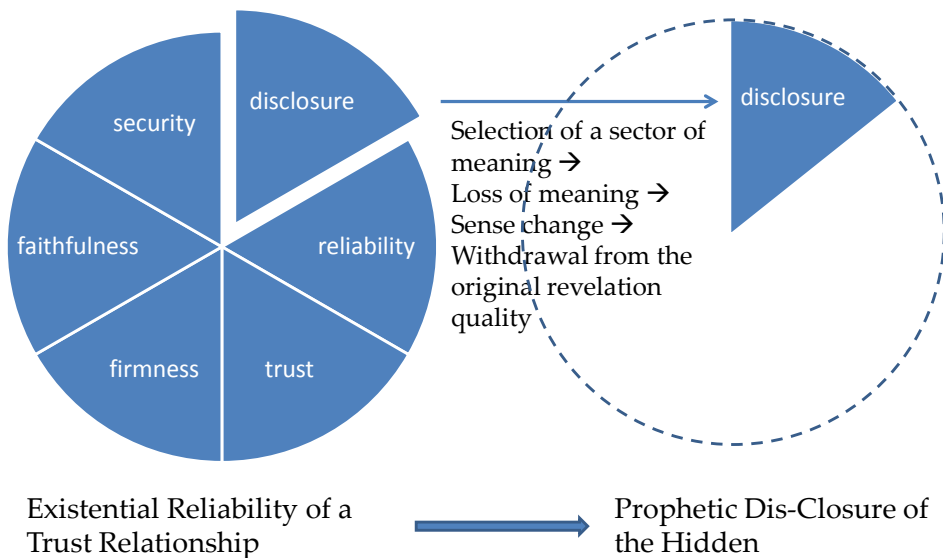 disclosure
security
faithfulness
reliability
firmness
trust
Selection of a sector of
meaning →
Loss of meaning →
Sense change →
Withdrawal from the
original revelation
quality
disclosure
Existential Reliability of a
Trust Relationship
Prophetic Dis-Closure of
the Hidden